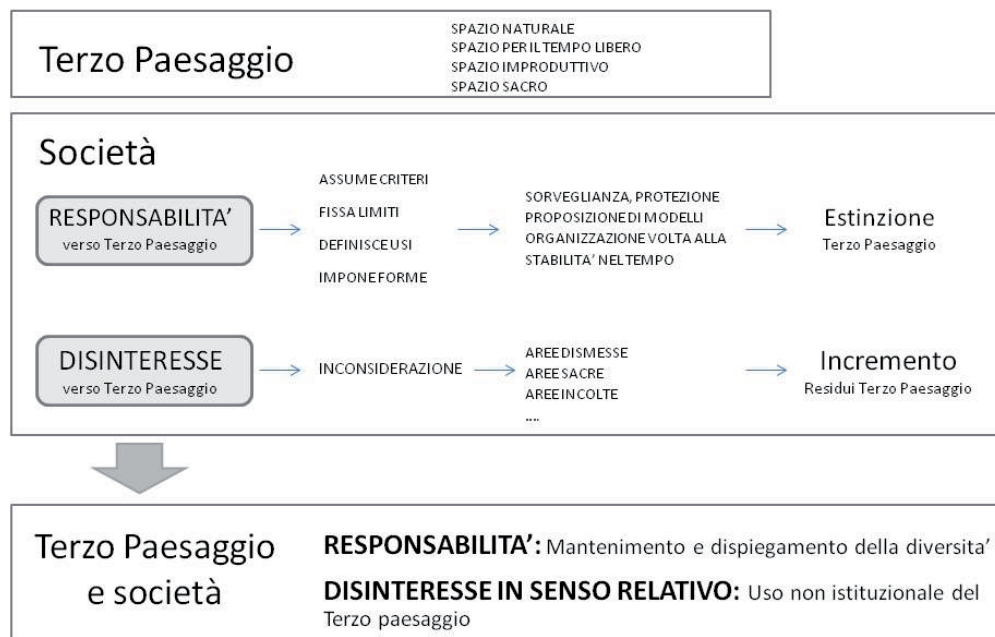 Terzo Paesaggio
SPAZIO NATURALE
SPAZIO PER IL TEMPO LIBERO
SPAZIO IMPRODUTTIVO
SPAZIO SACRO
Società
RESPONSABILITA’
verso Terzo Paesaggio
ASSUME CRITERI
FISSA LIMITI
DEFINISCE USI
IMPONE FORME
SORVEGLIANZA, PROTEZIONE
PROPOSIZIONE DI MODELLI
ORGANIZZAZIONE VOLTA ALLA
STABILITA’ NEL TEMPO
Estinzione
Terzo Paesaggio
DISINTERESSE
verso Terzo Paesaggio
INCONSIDERAZIONE
AREE DISMESSE
AREE SACRE
AREE INCOLTE
....
Incremento
Residui Terzo Paesaggio
Terzo Paesaggio
e società
RESPONSABILITA’: Mantenimento e dispiegamento della diversita’
DISINTERESSE IN SENSO RELATIVO: Uso non istituzionale del
Terzo paesaggio